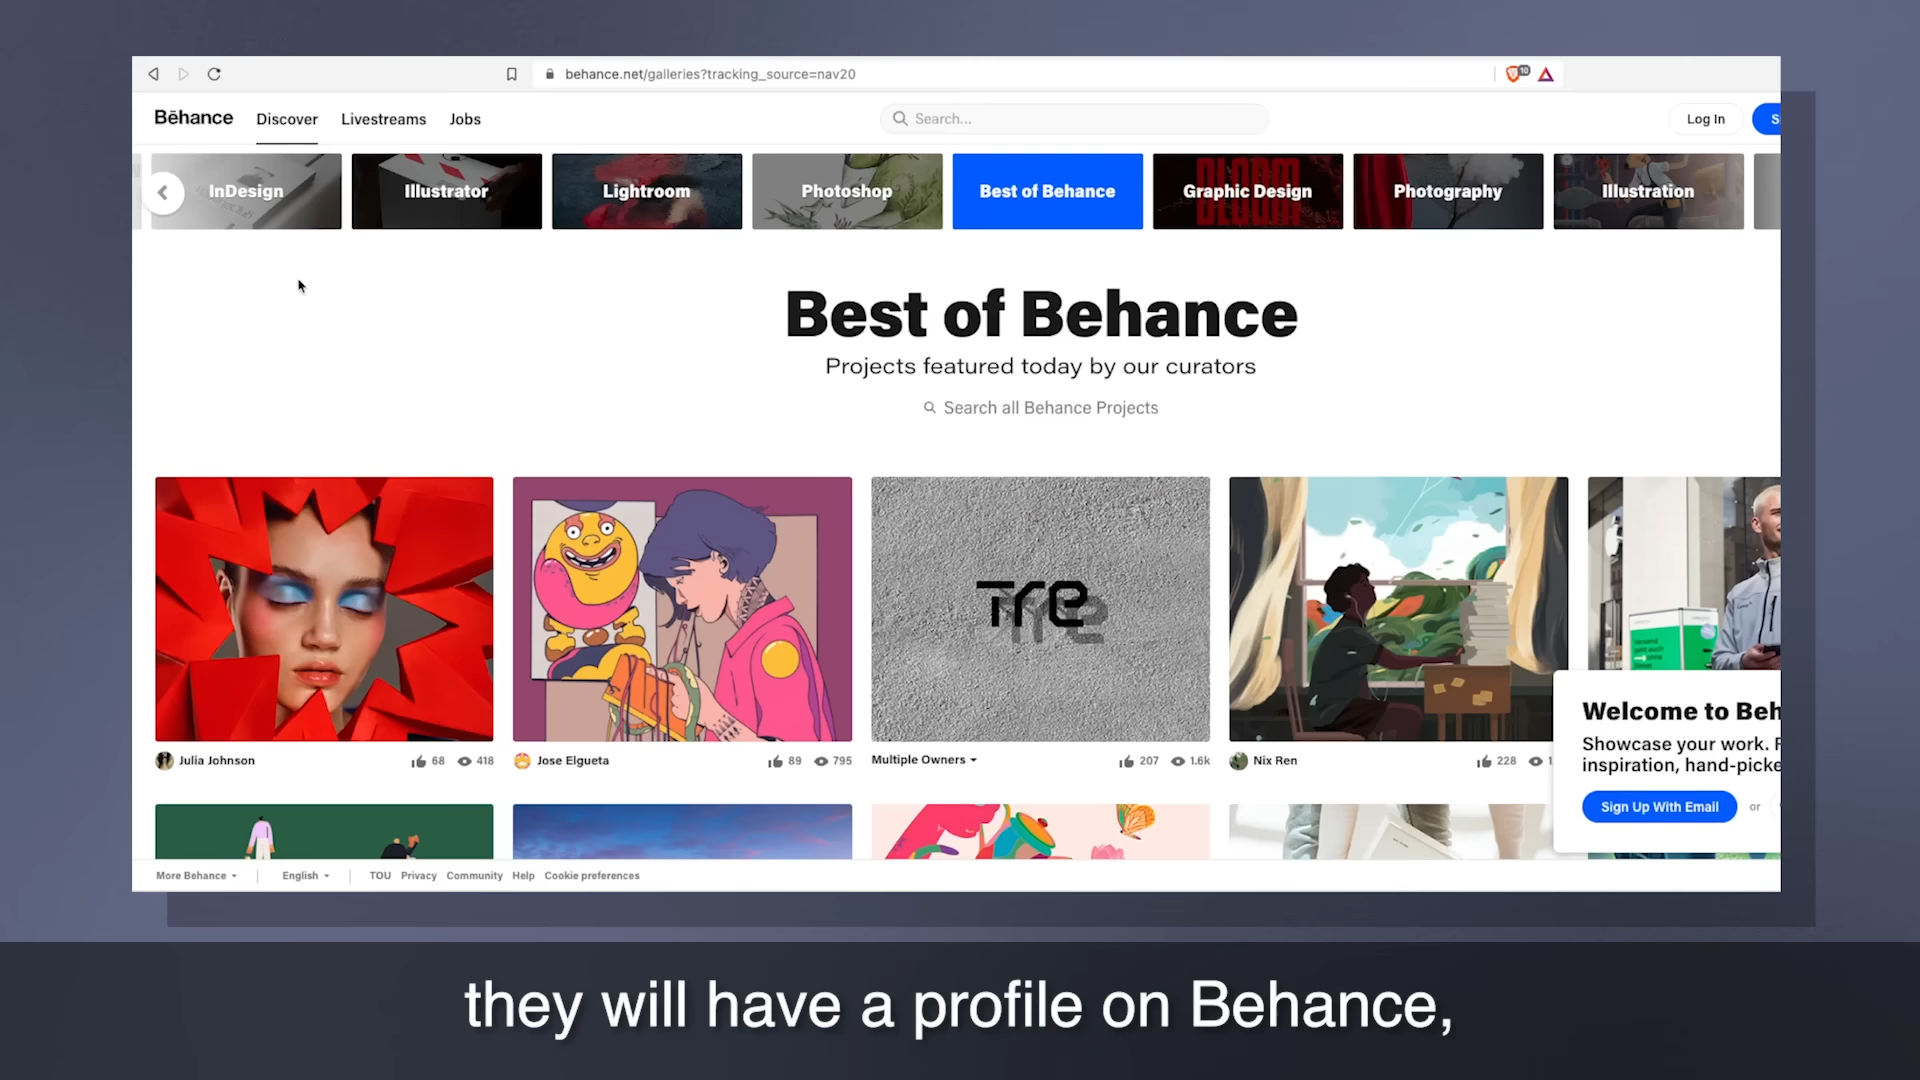 behance.net/galleries?tracking_source=nav20
10
Bēhance Discover Livestreams Jobs Search... Log In
InDesign Illustrator Lightroom Photoshop Best of Behance Graphic Design Photography Illustration
Best of Behance
Projects featured today by our curators
Search all Behance Projects
Tre
Julia Johnson 68 418 Jose Elgueta 89 795 Multiple Owners 207 1.6k Nix Ren 228
Welcome to Beh
Showcase your work.
inspiration, hand-picke
Sign Up With Email or
More Behance English TOU Privacy Community Help Cookie preferences
they will have a profile on Behance,